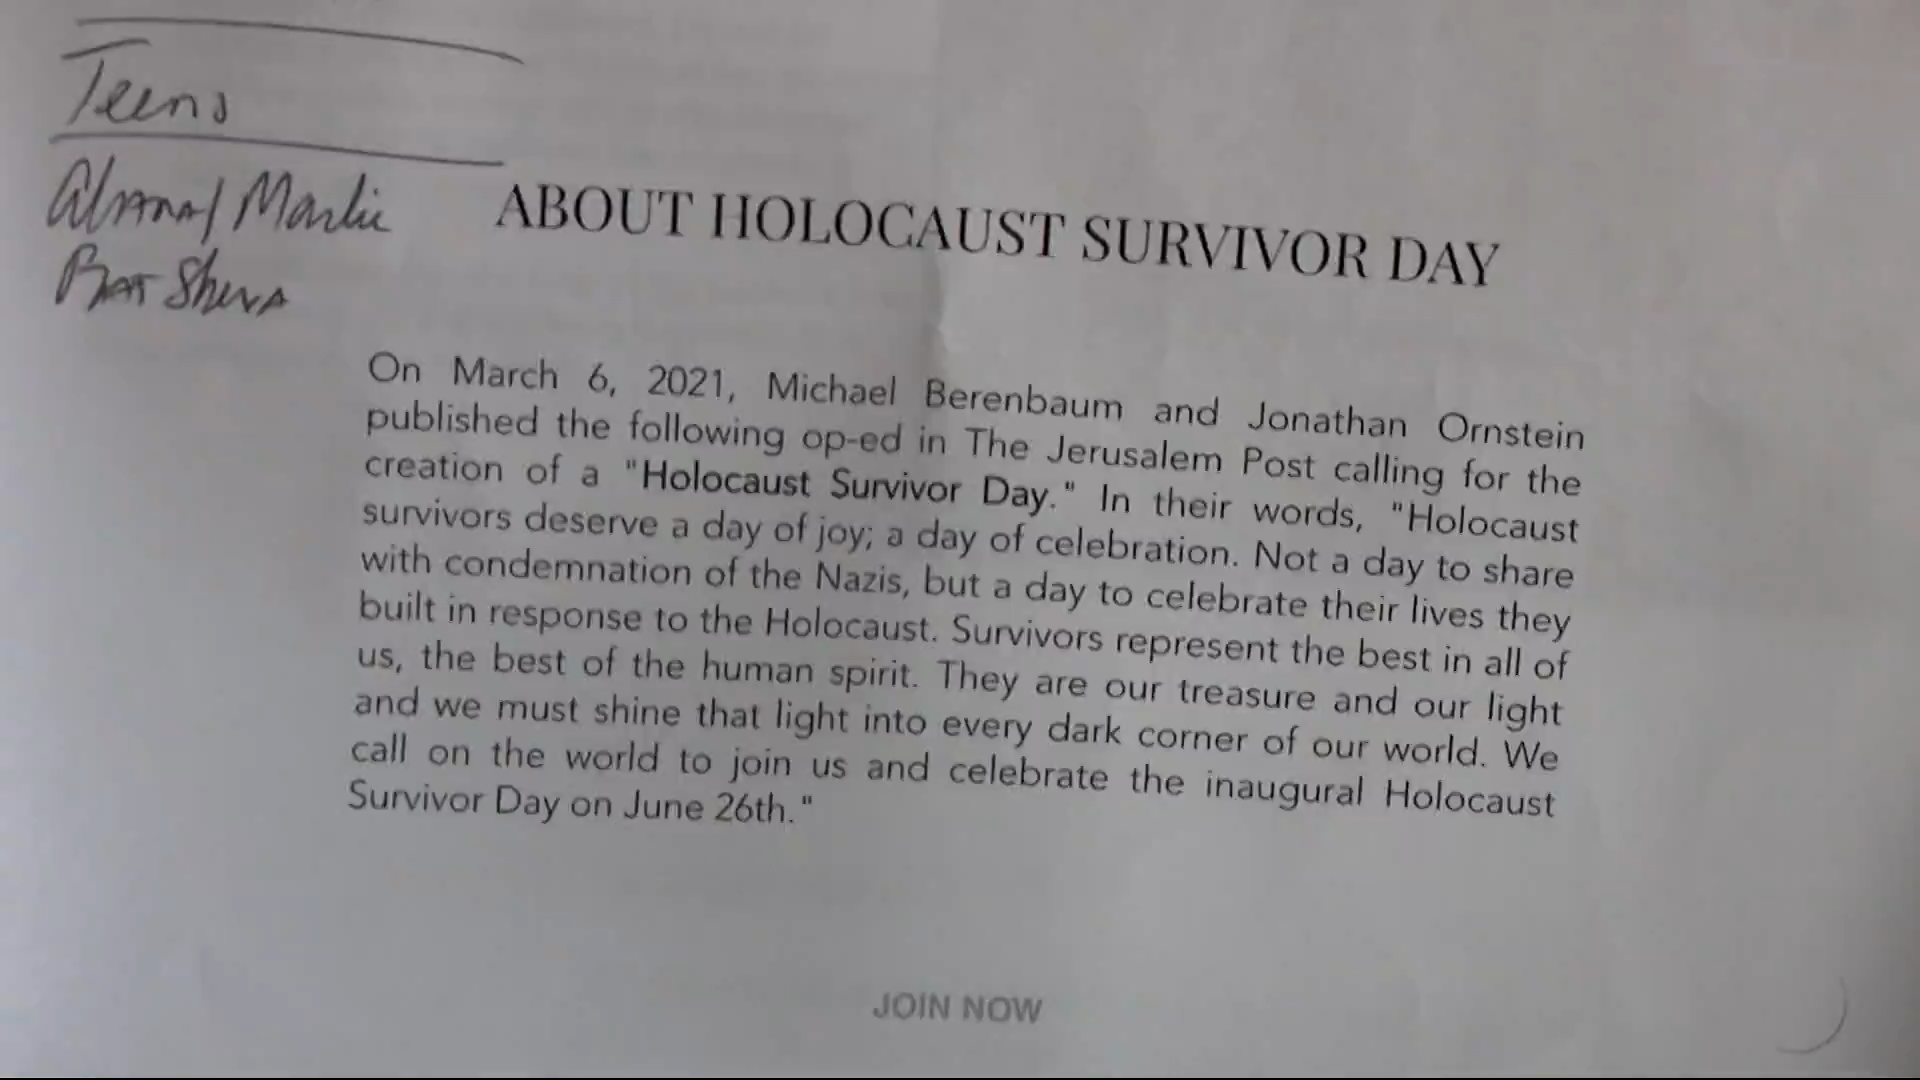 Teens
Marlie
Bat Sheva
ABOUT HOLOCAUST SURVIVOR DAY
On March 6, 2021, Michael Berenbaum and Jonathan Ornstein
published the following op-ed in The Jerusalem Post calling for the
creation of a "Holocaust Survivor Day." In their words, "Holocaust
survivors deserve a day of joy; a day of celebration. Not a day to share
with condemnation of the Nazis, but a day to celebrate their lives they
built in response to the Holocaust. Survivors represent the best in all of
us, the best of the human spirit. They are our treasure and our light
and we must shine that light into every dark corner of our world. We
call on the world to join us and celebrate the inaugural Holocaust
Survivor Day on June 26th."
JOIN NOW